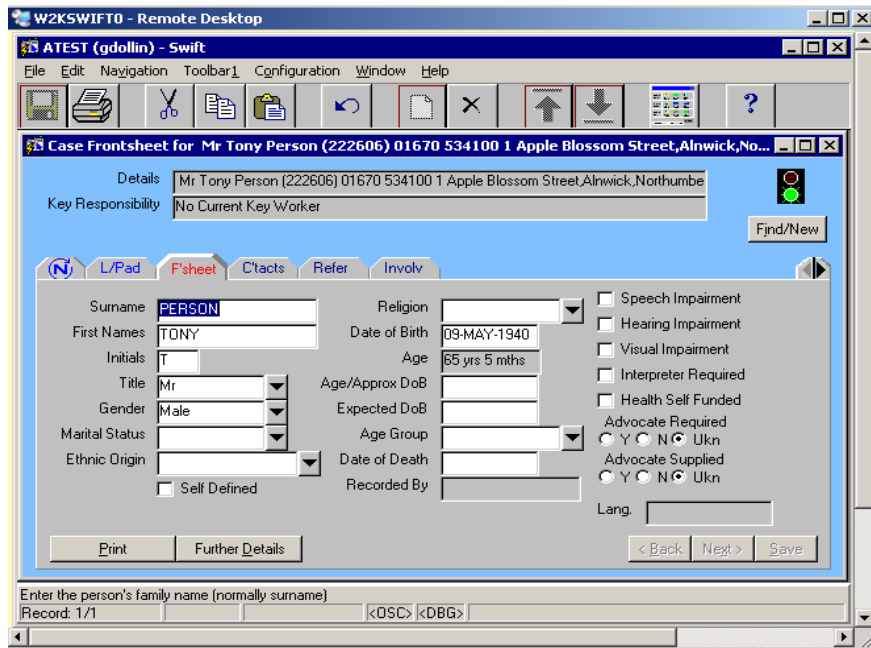 W2KSWIFT0 - Remote Desktop
ATEST (gdollin) - Swift
File Edit Navigation Toolbar1 Configuration Window Help
?
Case Frontsheet for Mr Tony Person (222606) 01670 534100 1 Apple Blossom Street,Alnwick,No...
Details Mr Tony Person (222606) 01670 534100 1 Apple Blossom Street,Alnwick,Northumbe
Key Responsibility No Current Key Worker
Find/New
N L/Pad F'sheet C'tacts Refer Involv
Surname PERSON
First Names TONY
Initials T
Title Mr
Gender Male
Marital Status
Ethnic Origin
Self Defined
Religion
Date of Birth 09-MAY-1940
Age 65 yrs 5 mths
Age/Approx DoB
Expected DoB
Age Group
Date of Death
Recorded By
Speech Impairment
Hearing Impairment
Visual Impairment
Interpreter Required
Health Self Funded
Advocate Required
Y N Ukn
Advocate Supplied
Y N Ukn
Lang.
Print Further Details < Back Next > Save
Enter the person's family name (normally surname)
Record: 1/1 <OSC> <DBG>